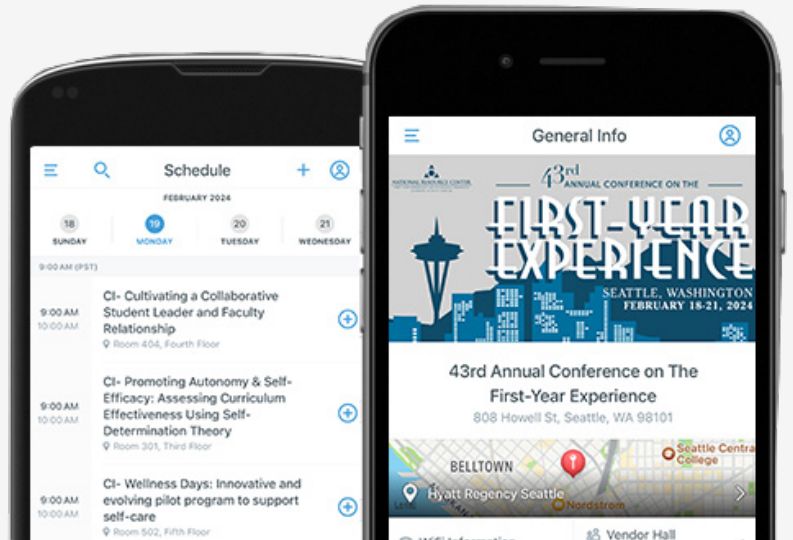 Schedule
FEBRUARY 2024
18
SUNDAY
19
MONDAY
20
TUESDAY
21
WEDNESDAY
9:00 AM (PST)
9:00 AM
10:00 AM
CI- Cultivating a Collaborative
Student Leader and Faculty
Relationship
Room 404, Fourth Floor
9:00 AM
10:00 AM
CI- Promoting Autonomy & Self-
Efficacy: Assessing Curriculum
Effectiveness Using Self-
Determination Theory
Room 301, Third Floor
9:00 AM
10:00 AM
CI- Wellness Days: Innovative and
evolving pilot program to support
self-care
Room 502, Fifth Floor
General Info
NATIONAL RESOURCE CENTER
43rd
ANNUAL CONFERENCE ON THE
FIRST-YEAR
EXPERIENCE
SEATTLE, WASHINGTON
FEBRUARY 18-21, 2024
43rd Annual Conference on The
First-Year Experience
808 Howell St, Seattle, WA 98101
BELLTOWN
Seattle Centra
College
Hyatt Regency Seattle
Nordstrom
WiFi Information
Vendor Hall